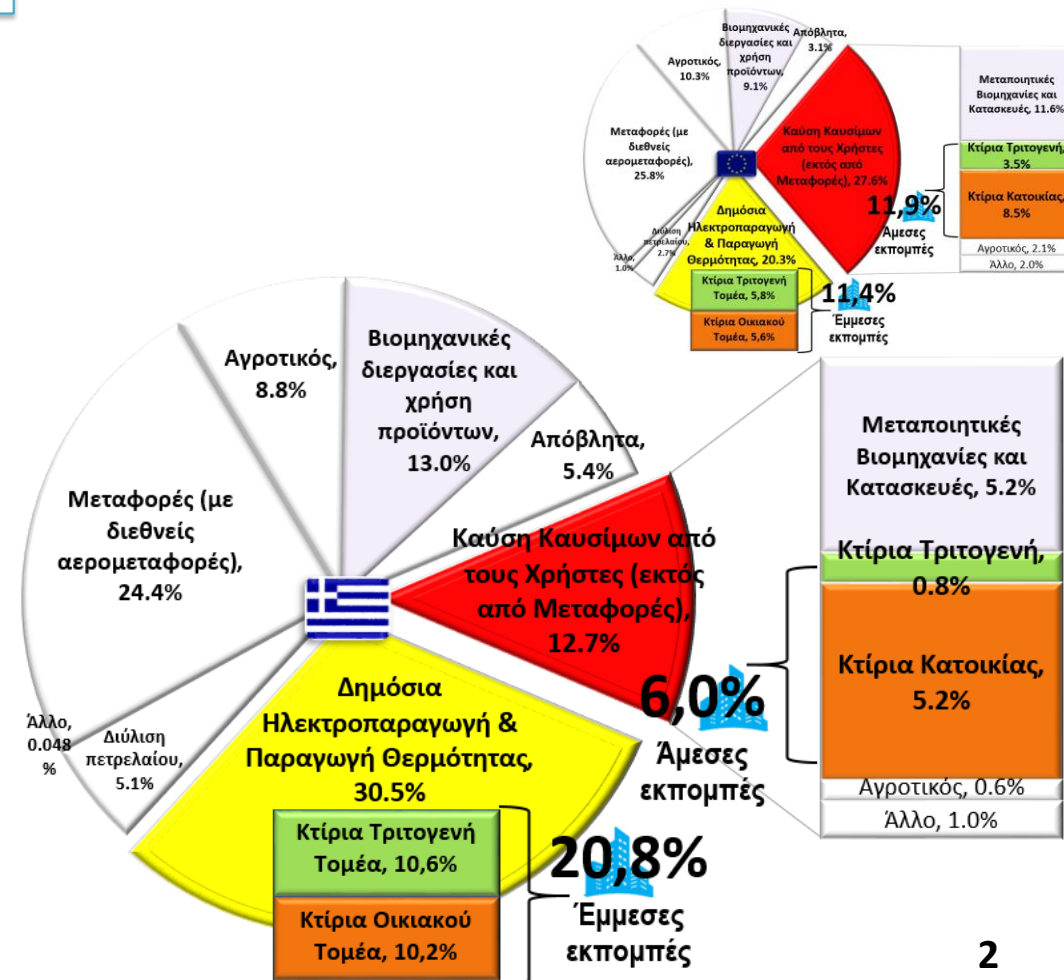 Βιομηχανικές
διεργασίες και
χρήση
προϊόντων,
9.1%
Απόβλητα,
3.1%
Αγροτικός,
10.3%
Μεταφορές (με
διεθνείς
αερομεταφορές),
25.8%
Καύση Καυσίμων
από τους Χρήστες
(εκτός από
Μεταφορές), 27.6%
Άλλο,
1.0%
Διύλιση
πετρελαίου,
2.7%
Δημόσια
Ηλεκτροπαραγωγή
& Παραγωγή
Θερμότητας, 20.3%
Κτίρια Τριτογενή
Τομέα, 5,8%
Κτίρια Οικιακού
Τομέα, 5,6%
11,4%
Έμμεσες
εκπομπές
11,9%
Άμεσες
εκπομπές
Μεταποιητικές
Βιομηχανίες και
Κατασκευές, 11.6%
Κτίρια Τριτογενή,
3.5%
Κτίρια Κατοικίας,
8.5%
Αγροτικός, 2.1%
Άλλο, 2.0%
Βιομηχανικές
διεργασίες και
χρήση
προϊόντων,
13.0%
Αγροτικός,
8.8%
Απόβλητα,
5.4%
Μεταφορές (με
διεθνείς
αερομεταφορές),
24.4%
Καύση Καυσίμων από
τους Χρήστες (εκτός
από Μεταφορές),
12.7%
Άλλο,
0.048
%
Διύλιση
πετρελαίου,
5.1%
Δημόσια
Ηλεκτροπαραγωγή &
Παραγωγή Θερμότητας,
30.5%
Κτίρια Τριτογενή
Τομέα, 10,6%
Κτίρια Οικιακού
Τομέα, 10,2%
20,8%
Έμμεσες
εκπομπές
6,0%
Άμεσες
εκπομπές
Μεταποιητικές
Βιομηχανίες και
Κατασκευές, 5.2%
Κτίρια Τριτογενή,
0.8%
Κτίρια Κατοικίας,
5.2%
Αγροτικός, 0.6%
Άλλο, 1.0%
2